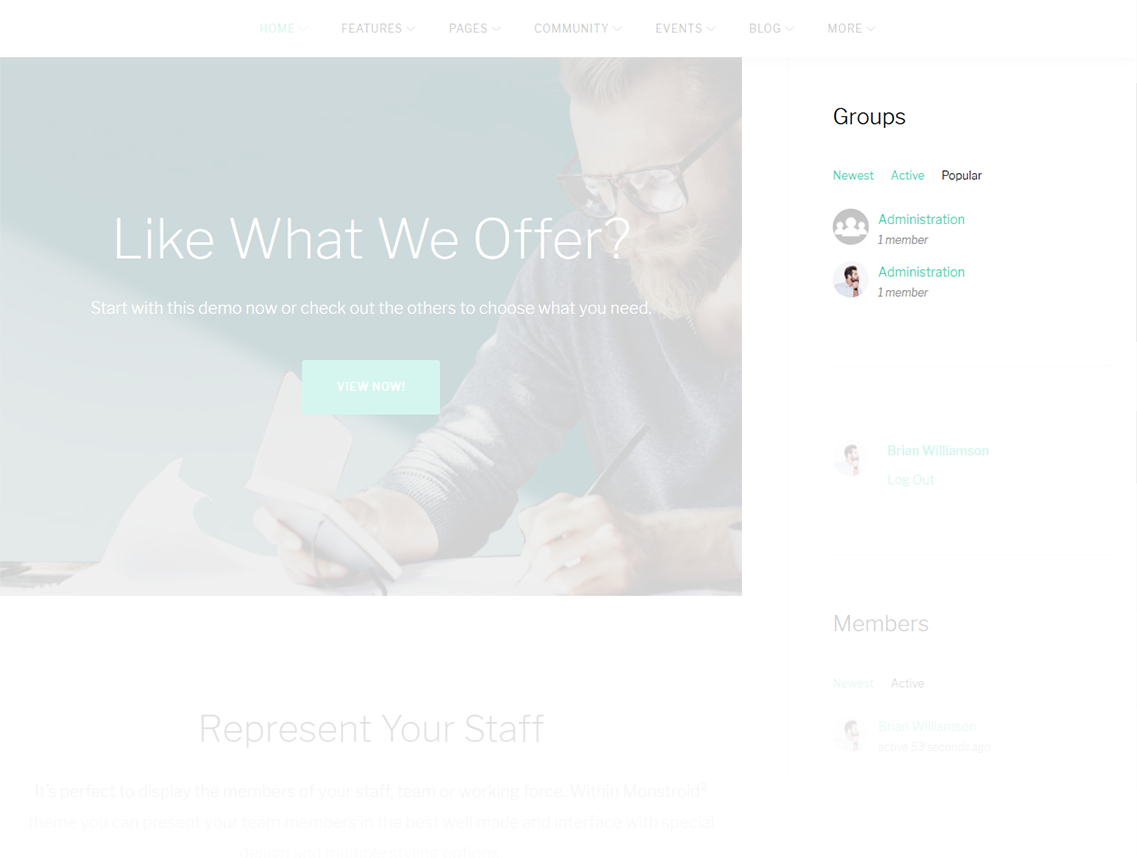 HOME FEATURES PAGES COMMUNITY EVENTS BLOG MORE
Like What We Offer?
Start with this demo now or check out the others to choose what you need.
VIEW NOW!
Represent Your Staff
It's perfect to display the members of your staff, team or working force. Within Monstroid²
theme you can present your team members in the best well made and interface with special
design and multiple styling options.
Groups
Newest Active Popular
Administration
1 member
Administration
1 member
Brian Williamson
Log Out
Members
Newest Active
Brian Williamson
active 53 seconds ago